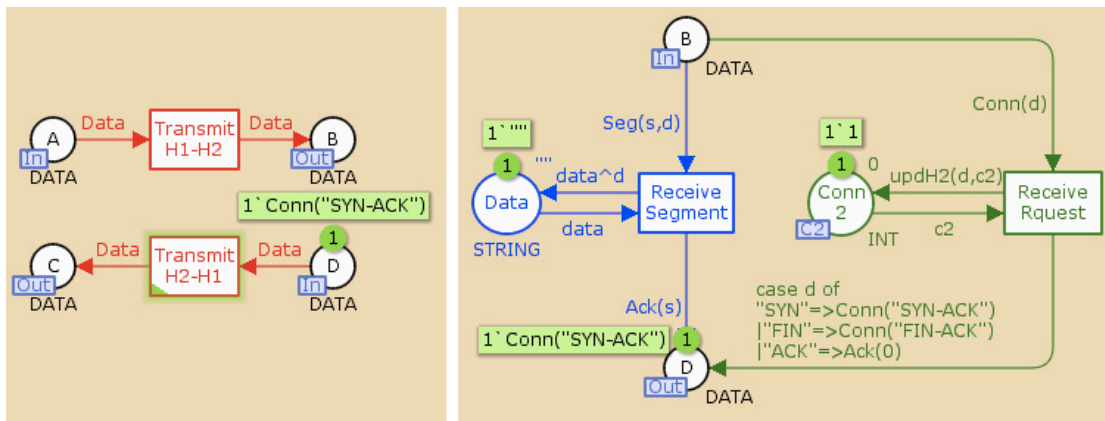 A
In
DATA
Data
Transmit
H1-H2
Data
B
Out
DATA
1`Conn("SYN-ACK")
C
Out
DATA
Data
Transmit
H2-H1
Data
1
D
In
DATA
B
In
DATA
Seg(s,d)
Conn(d)
1`""
1
""
Data
STRING
data^d
data
Receive
Segment
1`1
1
0
Conn
2
C2
INT
updH2(d,c2)
c2
Receive
Rquest
Ack(s)
case d of
"SYN"=>Conn("SYN-ACK")
|"FIN"=>Conn("FIN-ACK")
|"ACK"=>Ack(0)
1`Conn("SYN-ACK")
1
D
Out
DATA